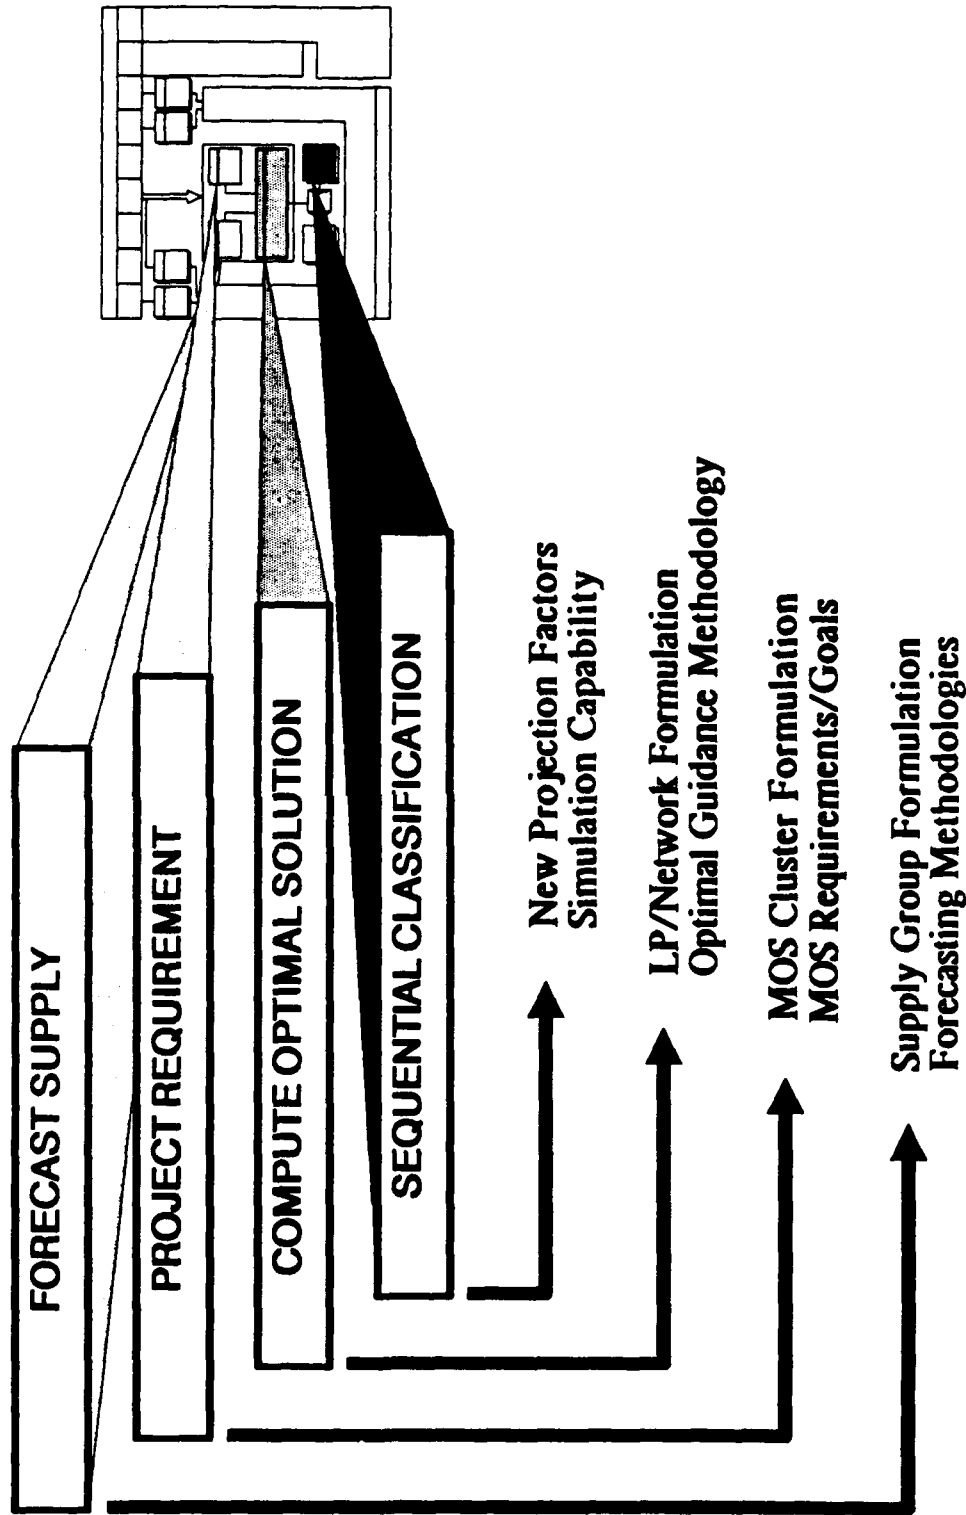 FORECAST SUPPLY
PROJECT REQUIREMENT
COMPUTE OPTIMAL SOLUTION
SEQUENTIAL CLASSIFICATION
New Projection Factors
Simulation Capability
LP/Network Formulation
Optimal Guidance Methodology
MOS Cluster Formulation
MOS Requirements/Goals
Supply Group Formulation
Forecasting Methodologies